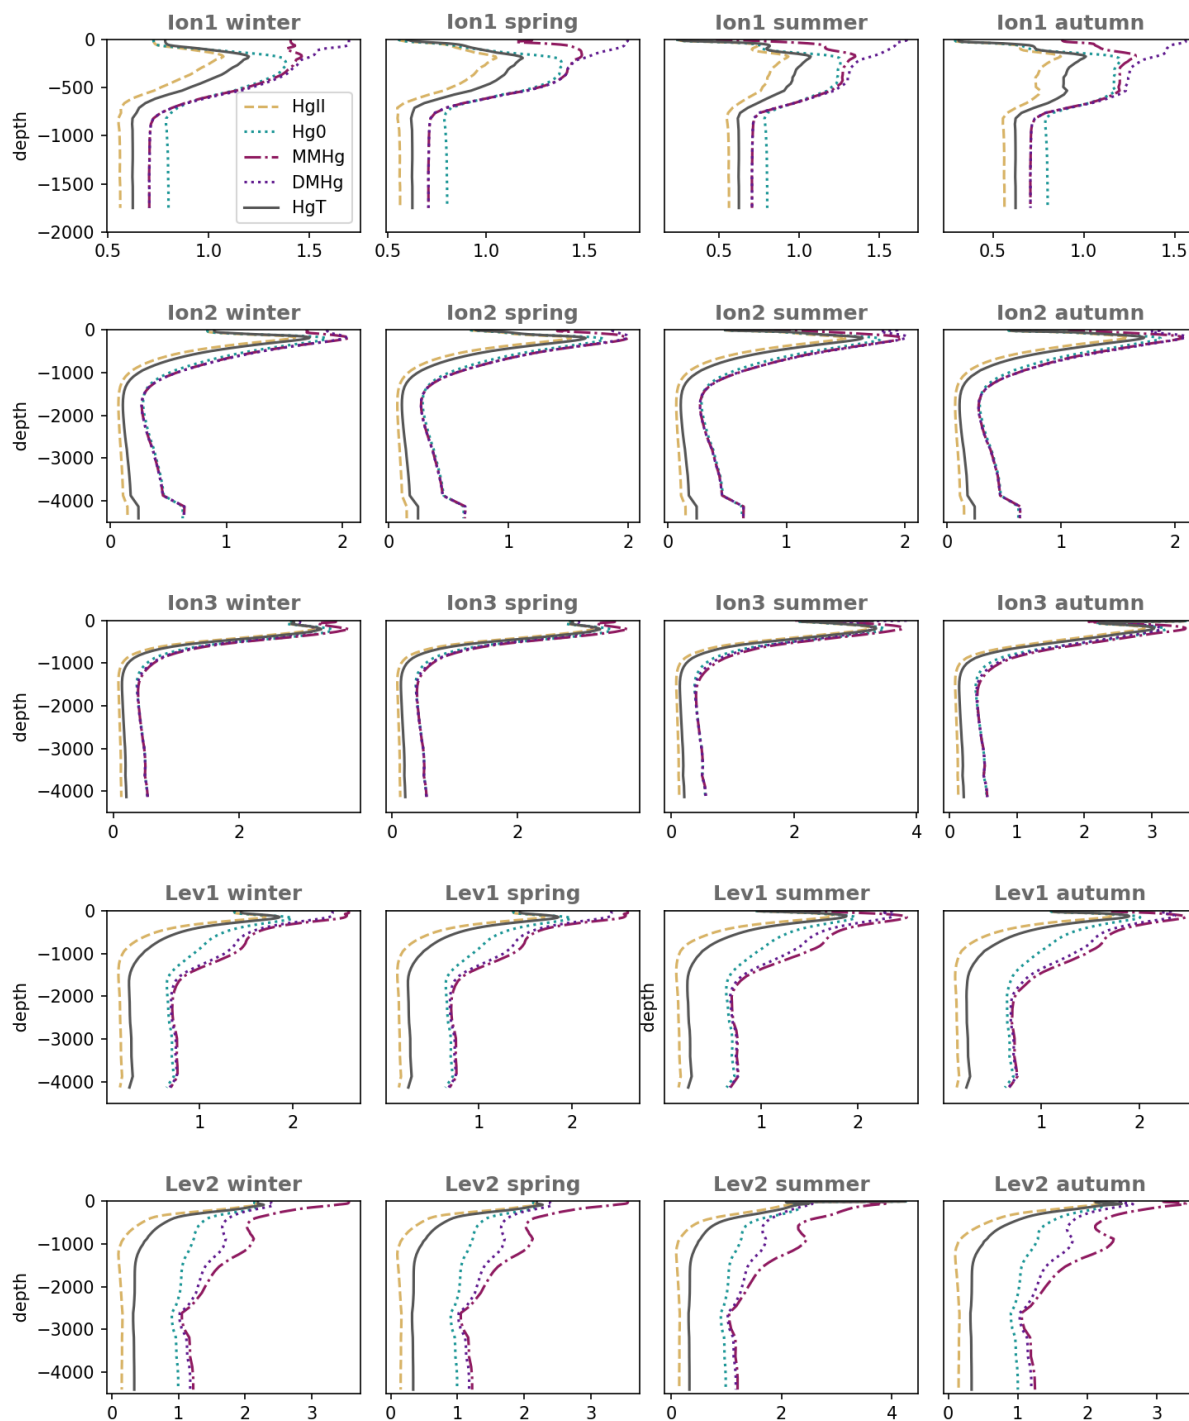 Ion1 winter Ion1 spring Ion1 summer Ion1 autumn
0
−500
−1000
−1500
−2000
depth
HgII
Hg0
MMHg
DMHg
HgT
0.5 1.0 1.5 0.5 1.0 1.5 0.5 1.0 1.5 0.5 1.0 1.5
Ion2 winter Ion2 spring Ion2 summer Ion2 autumn
0
−1000
−2000
−3000
−4000
depth
0 1 2 0 1 2 0 1 2 0 1 2
Ion3 winter Ion3 spring Ion3 summer Ion3 autumn
0
−1000
−2000
−3000
−4000
depth
0 2 0 2 0 2 4 0 1 2 3
Lev1 winter Lev1 spring Lev1 summer Lev1 autumn
0
−1000
−2000
−3000
−4000
depth
depth
1 2 1 2 1 2 1 2
Lev2 winter Lev2 spring Lev2 summer Lev2 autumn
0
−1000
−2000
−3000
−4000
depth
0 1 2 3 0 1 2 3 0 2 4 0 1 2 3